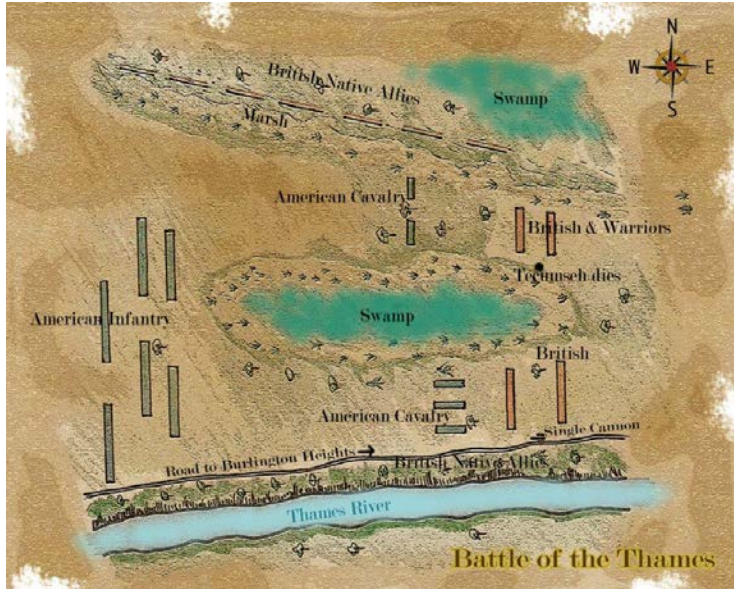 N
British Native Allies
W E
Swamp
S
Marsh
American Cavalry
British & Warriors
Tecumseh dies
American Infantry
Swamp
British
American Cavalry
Single Cannon
Road to Burlington Heights
British Native Allies
Thames River
Battle of the Thames